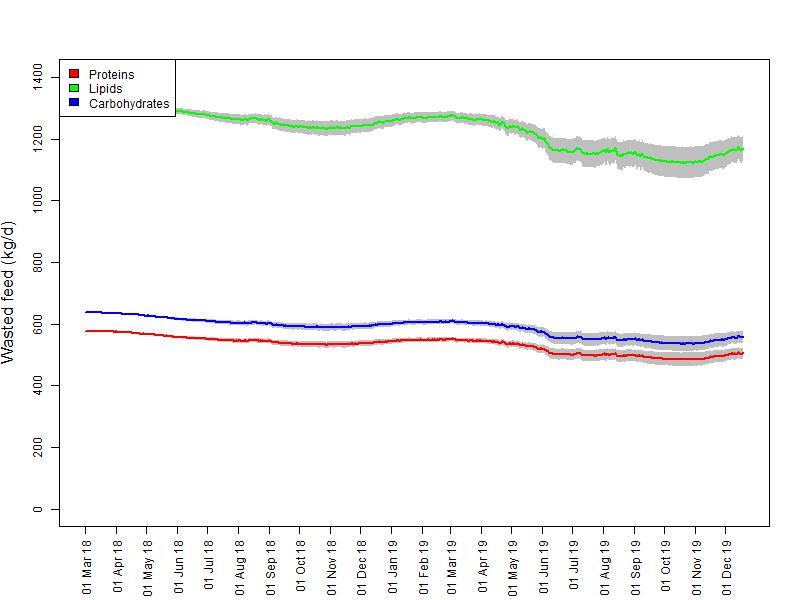 Proteins
Lipids
Carbohydrates
Wasted feed (kg/d)
1400
1200
1000
800
600
400
200
0
01 Mar 18
01 Apr 18
01 May 18
01 Jun 18
01 Jul 18
01 Aug 18
01 Sep 18
01 Oct 18
01 Nov 18
01 Dec 18
01 Jan 19
01 Feb 19
01 Mar 19
01 Apr 19
01 May 19
01 Jun 19
01 Jul 19
01 Aug 19
01 Sep 19
01 Oct 19
01 Nov 19
01 Dec 19